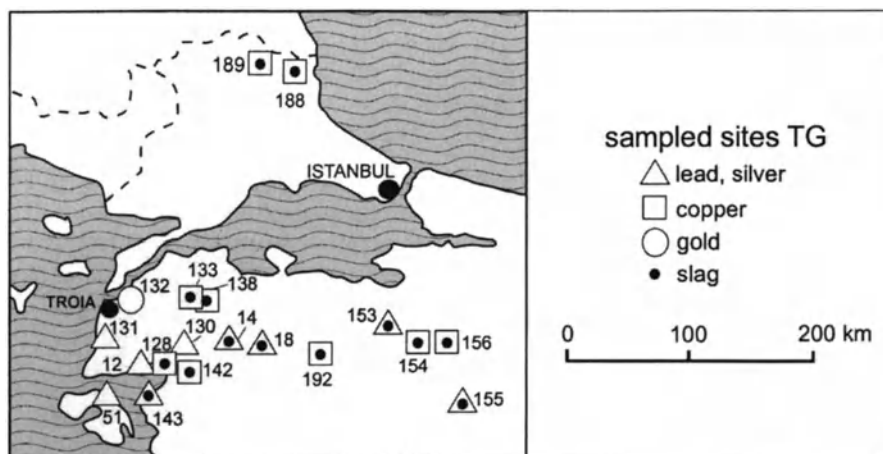 189
188
ISTANBUL
sampled sites TG
lead, silver
copper
gold
slag
0 100 200 km
132
133
138
TROIA
131
128
130
14
18
153
154
156
12
142
192
155
51
143